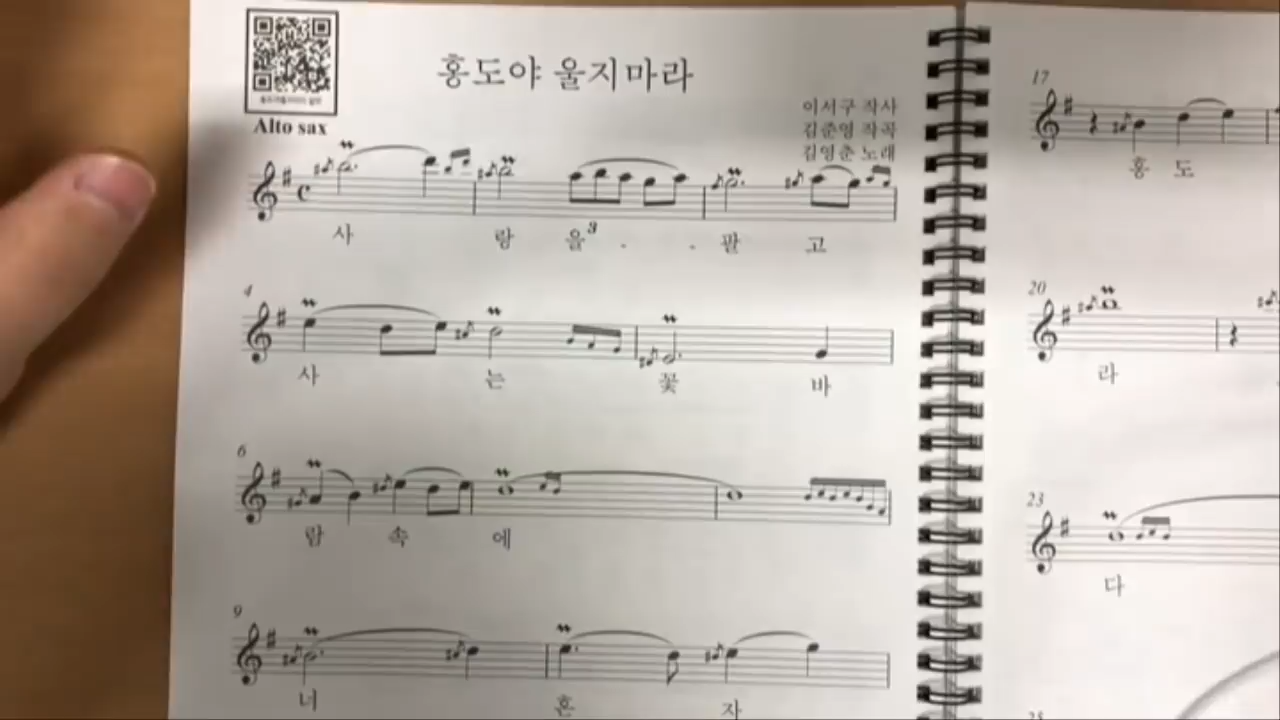 홍도야 울지마라
이서구 작사
김준영 작곡
김영춘 노래
Alto sax
사 랑 을 3 . . 팔 고
4
사 는 꽃 바
6
람 속 에
9
너 혼 자
17
홍 도
20
라
23
다